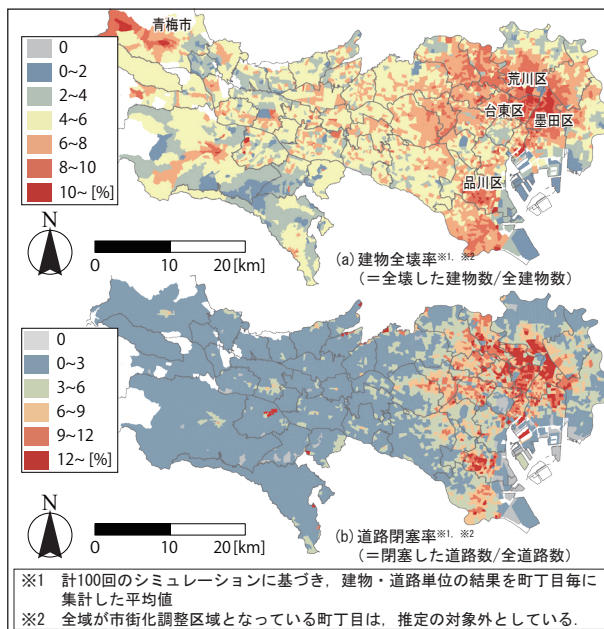 青梅市
0
0~2
2~4
4~6
6~8
8~10
10~ [%]
荒川区
台東区
墨田区
品川区
N
0 10 20[km]
(a) 建物全壊率※1, ※2
(=全壊した建物数/全建物数)
0
0~3
3~6
6~9
9~12
12~ [%]
N
0 10 20[km]
(b) 道路閉塞率※1, ※2
(=閉塞した道路数/全道路数)
※1 計100回のシミュレーションに基づき,建物・道路単位の結果を町丁目毎に
集計した平均値
※2 全域が市街化調整区域となっている町丁目は,推定の対象外としている.